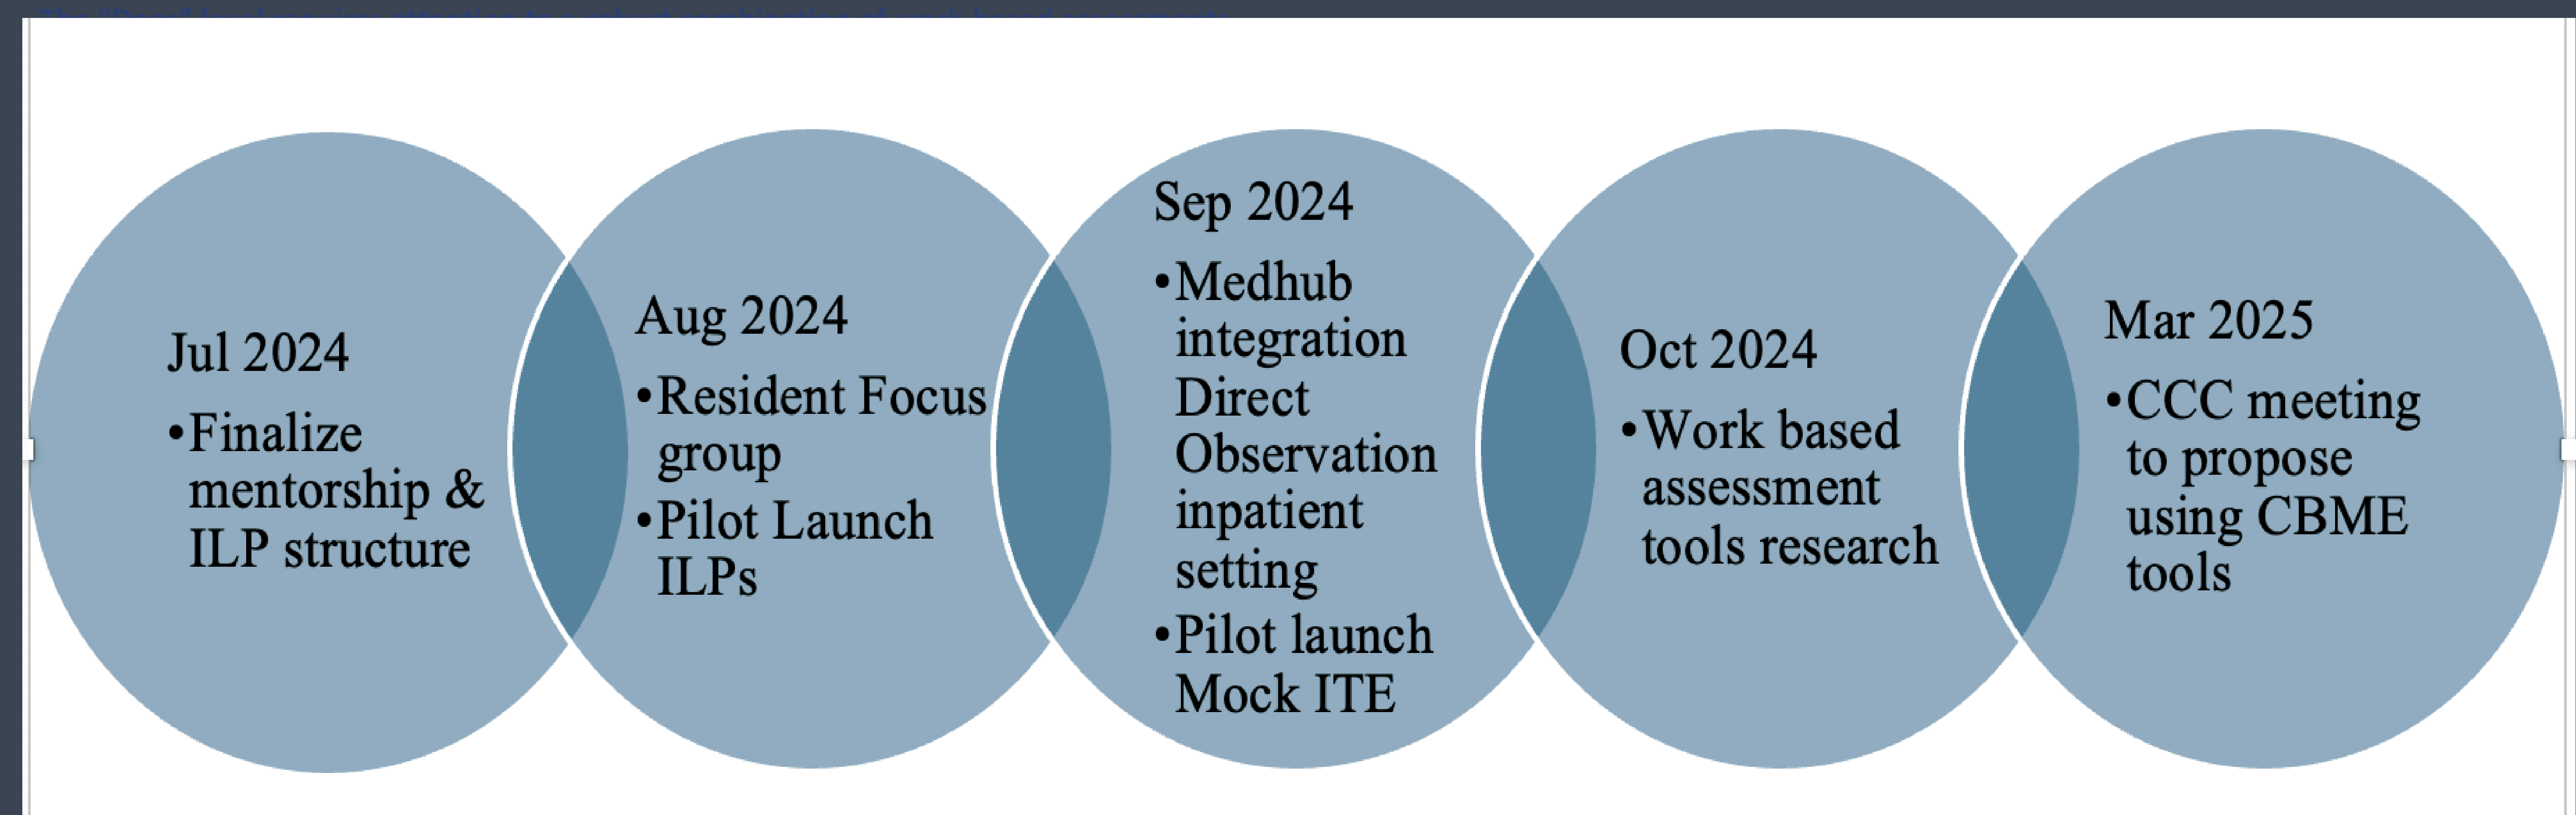 Jul 2024
•Finalize
mentorship &
ILP structure
Aug 2024
•Resident Focus
group
•Pilot Launch
ILPs
Sep 2024
•Medhub
integration
Direct
Observation
inpatient
setting
•Pilot launch
Mock ITE
Oct 2024
•Work based
assessment
tools research
Mar 2025
•CCC meeting
to propose
using CBME
tools